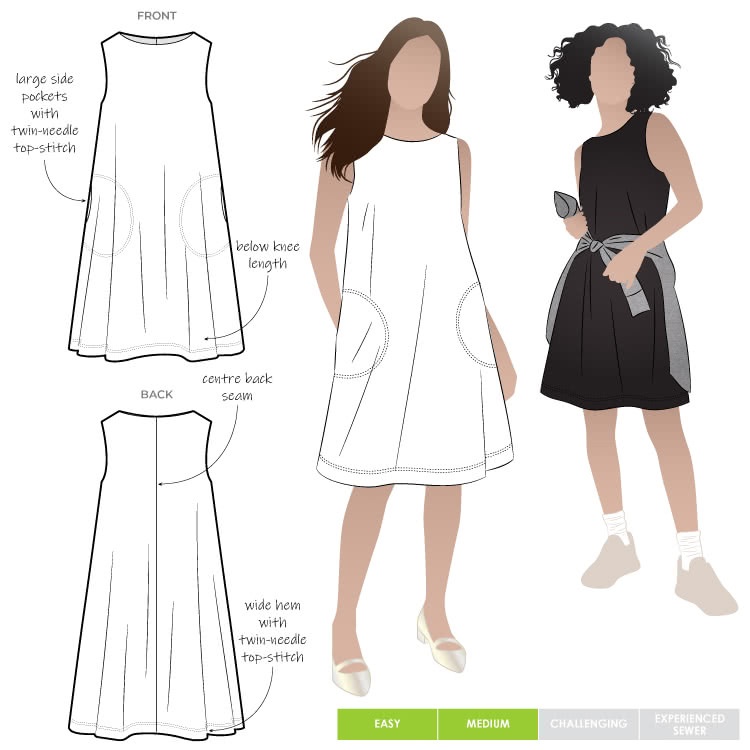 FRONT
large side
pockets
with
twin-needle
top-stitch
below knee
length
centre back
seam
BACK
wide hem
with
twin-needle
top-stitch
EASY
MEDIUM
CHALLENGING
EXPERIENCED
SEWER